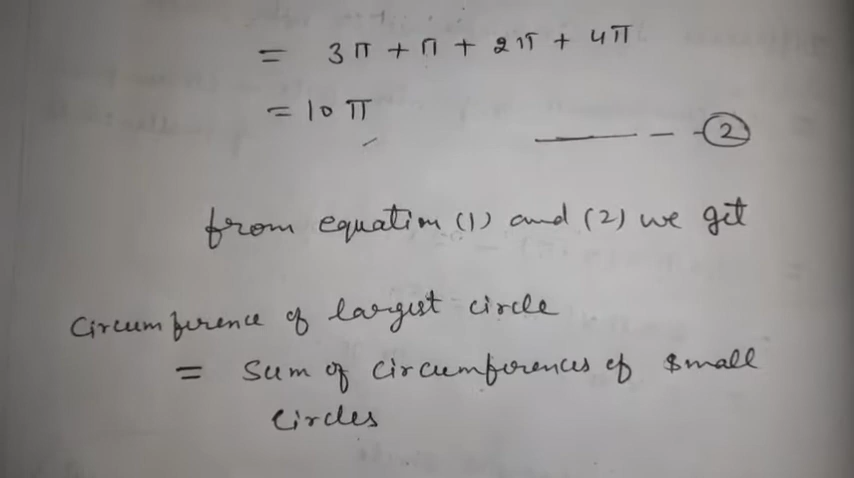 = 3π + π + 2π + 4π
= 10 π
——— — - ②
from equation (1) and (2) we get
Circumference of largest circle
= Sum of circumferences of small
circles